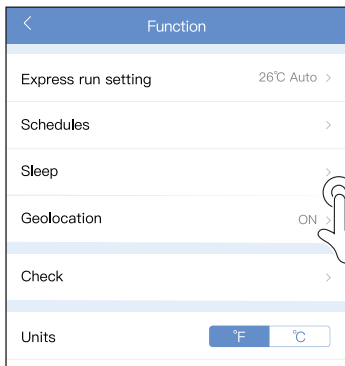 Function
Express run setting 26℃ Auto >
Schedules >
Sleep >
Geolocation ON >
Check >
Units °F ℃